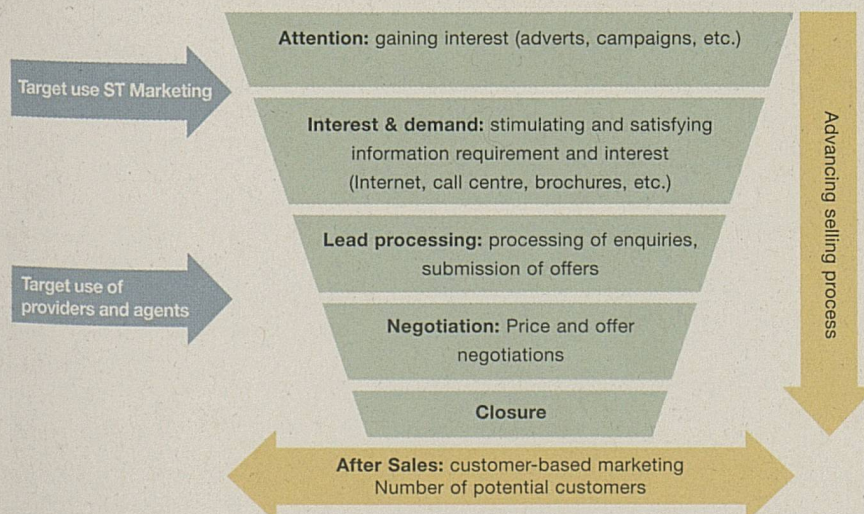 Attention: gaining interest (adverts, campaigns, etc.)
Target use ST Marketing
Interest & demand: stimulating and satisfying
information requirement and interest
(Internet, call centre, brochures, etc.)
Lead processing: processing of enquiries,
submission of offers
Target use of
providers and agents
Negotiation: Price and offer
negotiations
Closure
Advancing selling process
After Sales: customer-based marketing
Number of potential customers